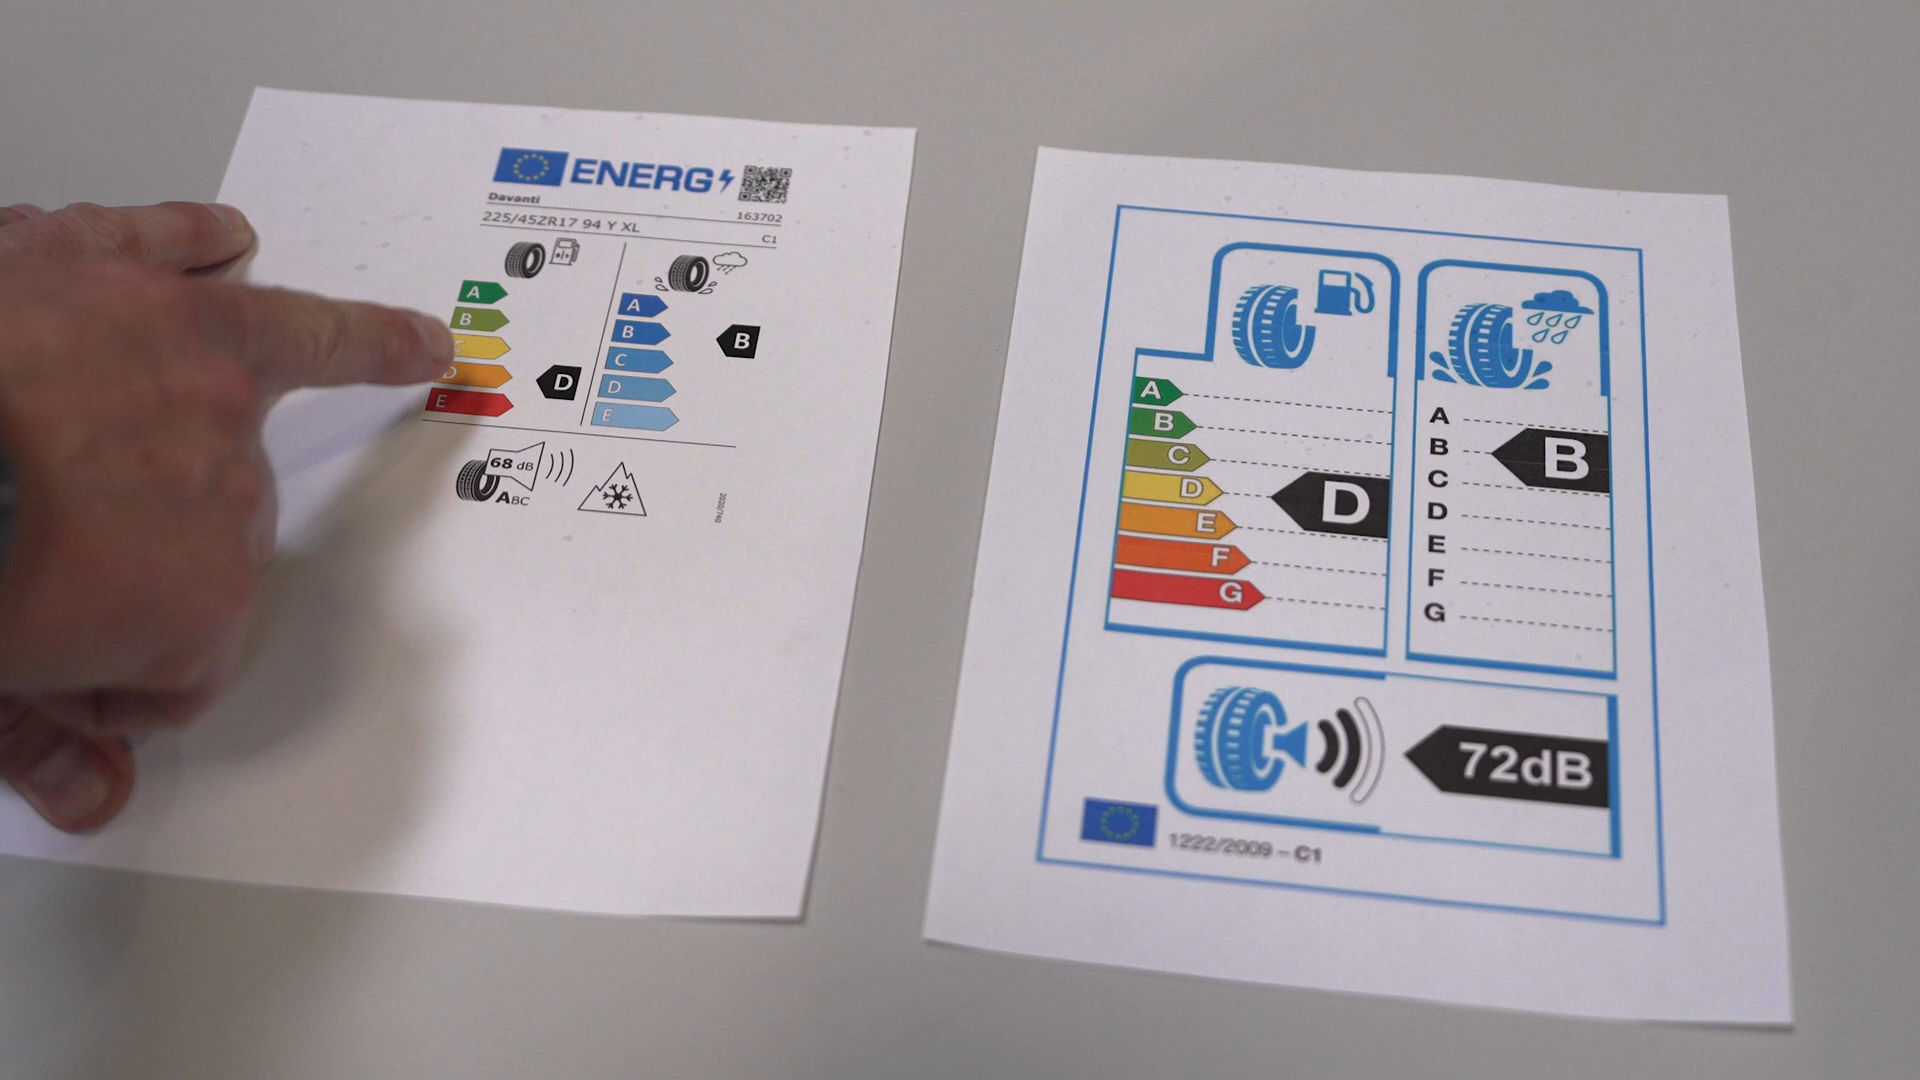 ENERG
Davanti
163702
225/45ZR17 94 Y XL
C1
A
B
C
D
E
D
A
B
C
D
E
B
68 dB
ABC
2020/740
A
B
C
D
E
F
G
D
A
B
C
D
E
F
G
B
72dB
1222/2009 - C1